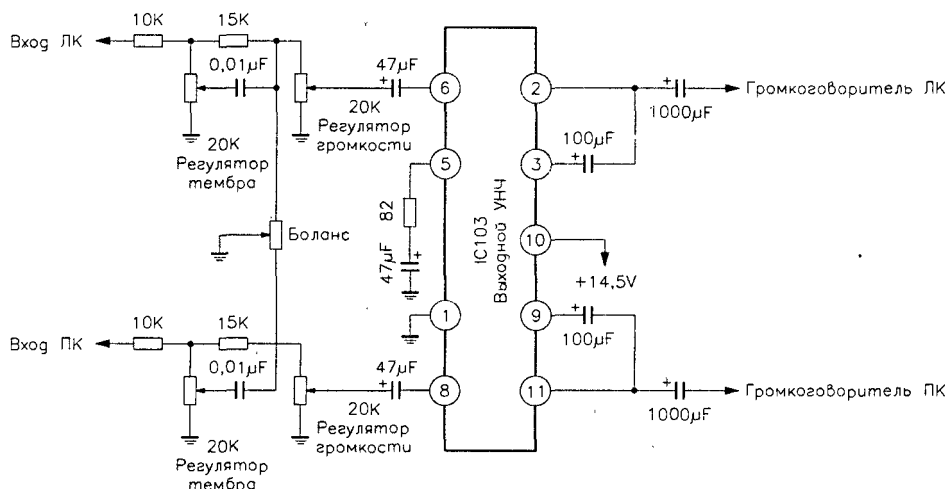 10K
15K
Вход ЛК
0,01µF
47µF
6
2
Громкоговоритель ЛК
1000µF
20K
Регулятор
громкости
20K
Регулятор
тембра
100µF
5
3
82
47µF
IC103
Выходной УНЧ
Боланс
10
+14,5V
1
9
100µF
10K
15K
Вход ПК
0,01µF
47µF
8
11
Громкоговоритель ПК
1000µF
20K
Регулятор
громкости
20K
Регулятор
тембра